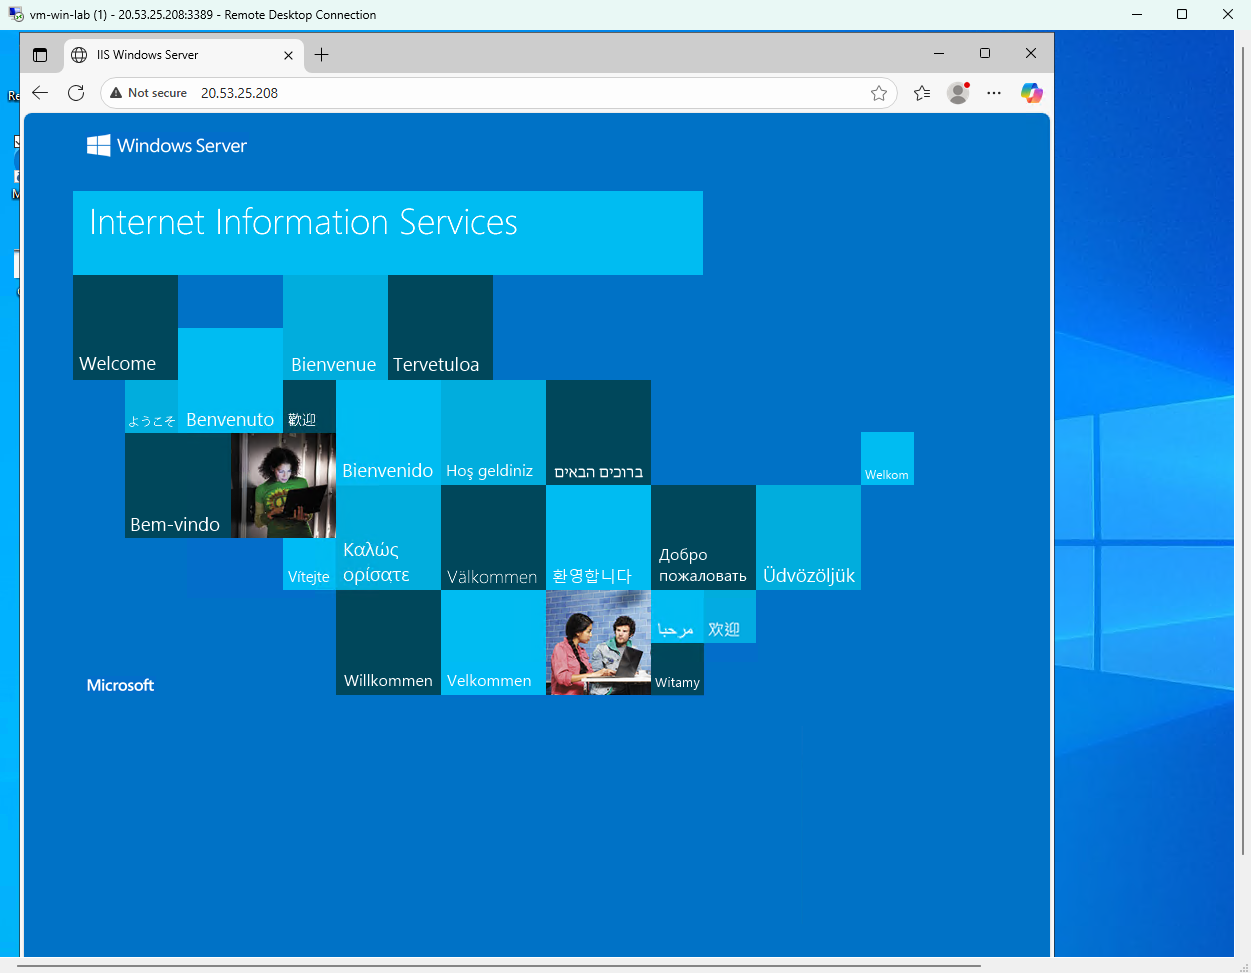 vm-win-lab (1) - 20.53.25.208:3389 - Remote Desktop Connection
IIS Windows Server
Not secure
20.53.25.208
Windows Server
Internet Information Services
Welcome
Bienvenue
Tervetuloa
ようこそ
Benvenuto
歡迎
Bienvenido
Hoş geldiniz
ברוכים הבאים
Welkom
Bem-vindo
Vítejte
Καλώς
ορίσατε
Välkommen
환영합니다
Добро
пожаловать
Üdvözöljük
Willkommen
Velkommen
مرحبا
欢迎
Witamy
Microsoft